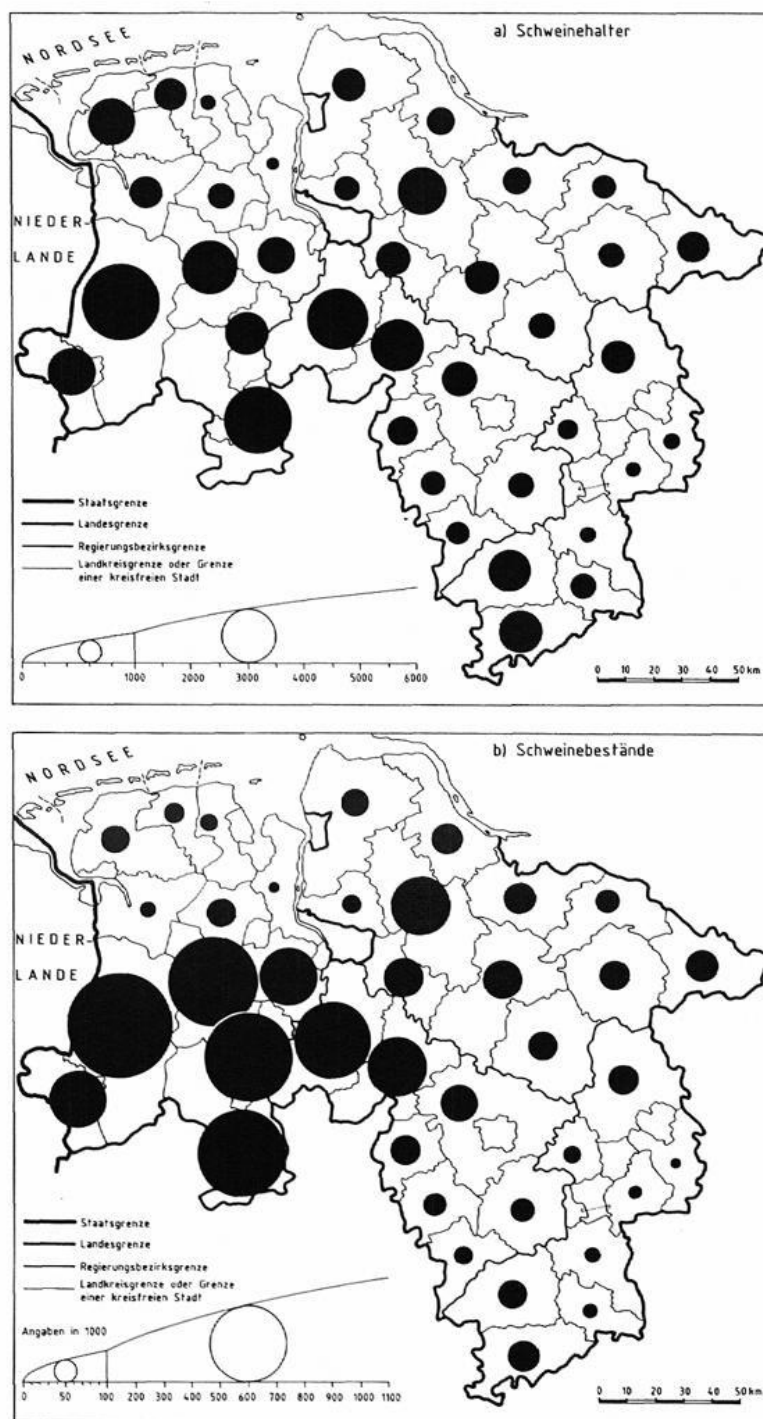 a) Schweinehalter
NORDSEE
NIEDER-
LANDE
Staatsgrenze
Landesgrenze
Regierungsbezirksgrenze
Landkreisgrenze oder Grenze
einer kreisfreien Stadt
0 1000 2000 3000 4000 5000 6000
0 10 20 30 40 50 km
b) Schweinebestände
NORDSEE
NIEDER-
LANDE
Staatsgrenze
Landesgrenze
Regierungsbezirksgrenze
Landkreisgrenze oder Grenze
einer kreisfreien Stadt
Angaben in 1000
0 50 100 200 300 400 500 600 700 800 900 1000 1100
0 10 20 30 40 50 km